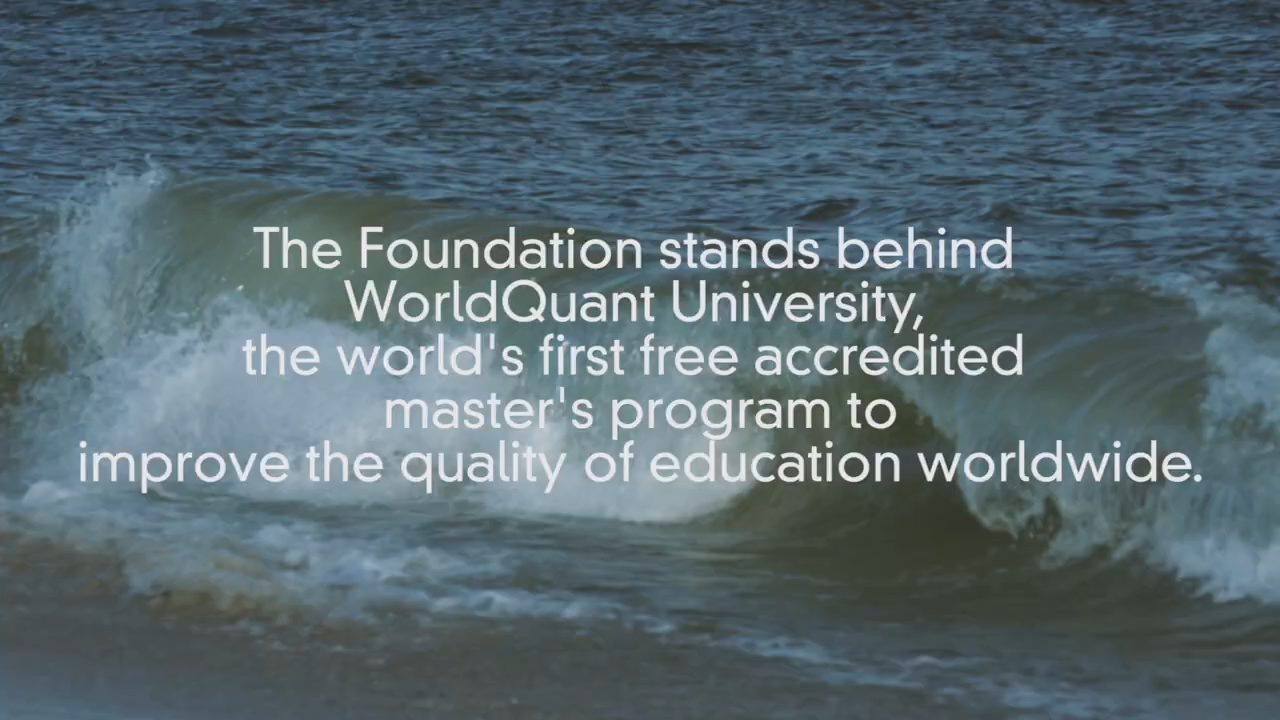 The Foundation stands behind
WorldQuant University,
the world's first free accredited
master's program to
improve the quality of education worldwide.